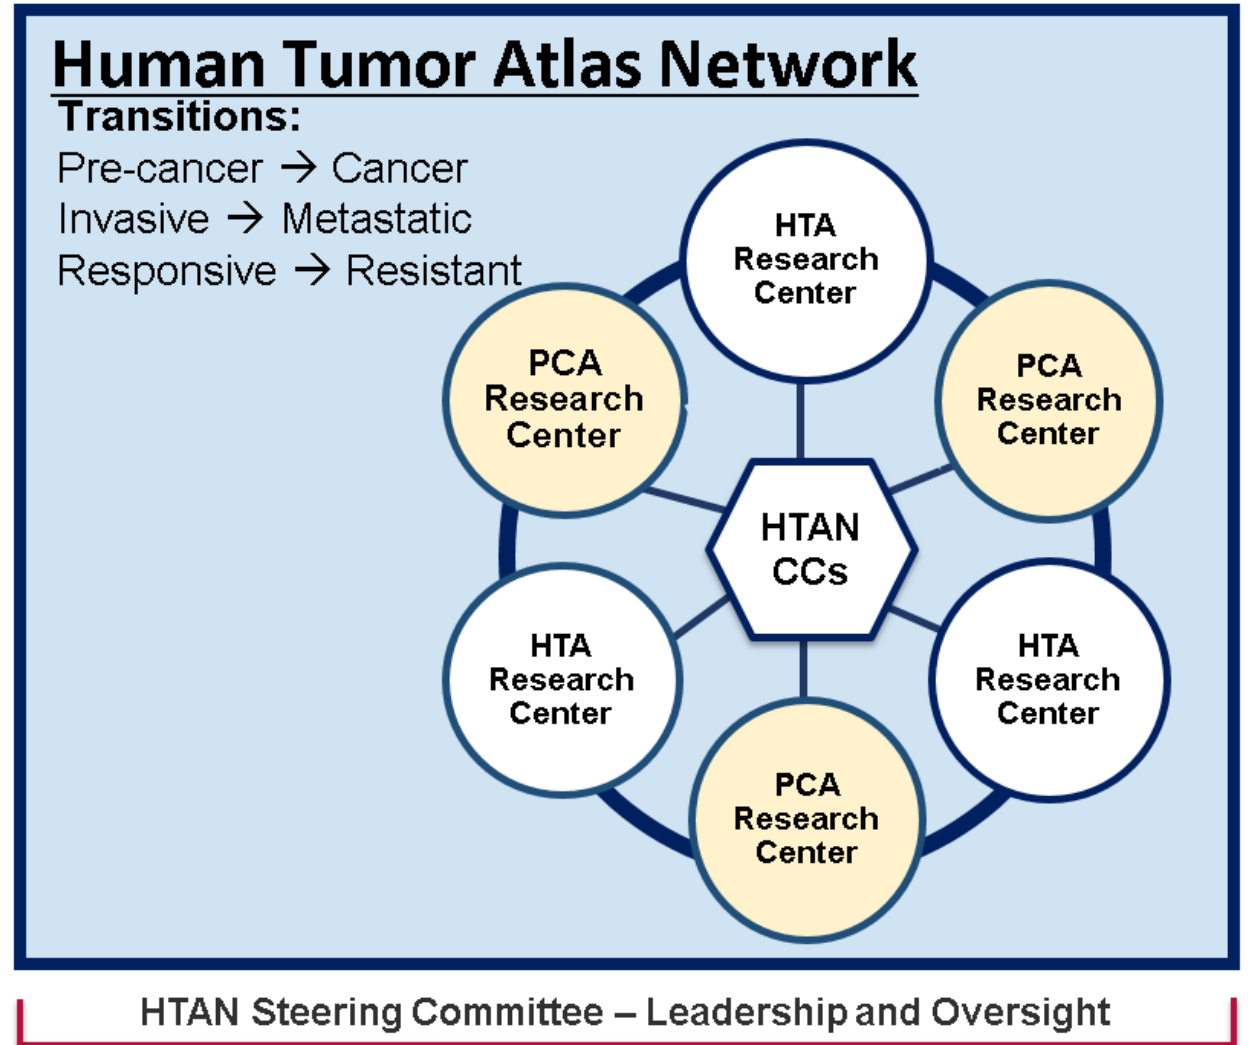 Human Tumor Atlas Network
Transitions:
Pre-cancer → Cancer
Invasive → Metastatic
Responsive → Resistant
HTA
Research
Center
PCA
Research
Center
PCA
Research
Center
HTAN
CCs
HTA
Research
Center
HTA
Research
Center
PCA
Research
Center
HTAN Steering Committee – Leadership and Oversight